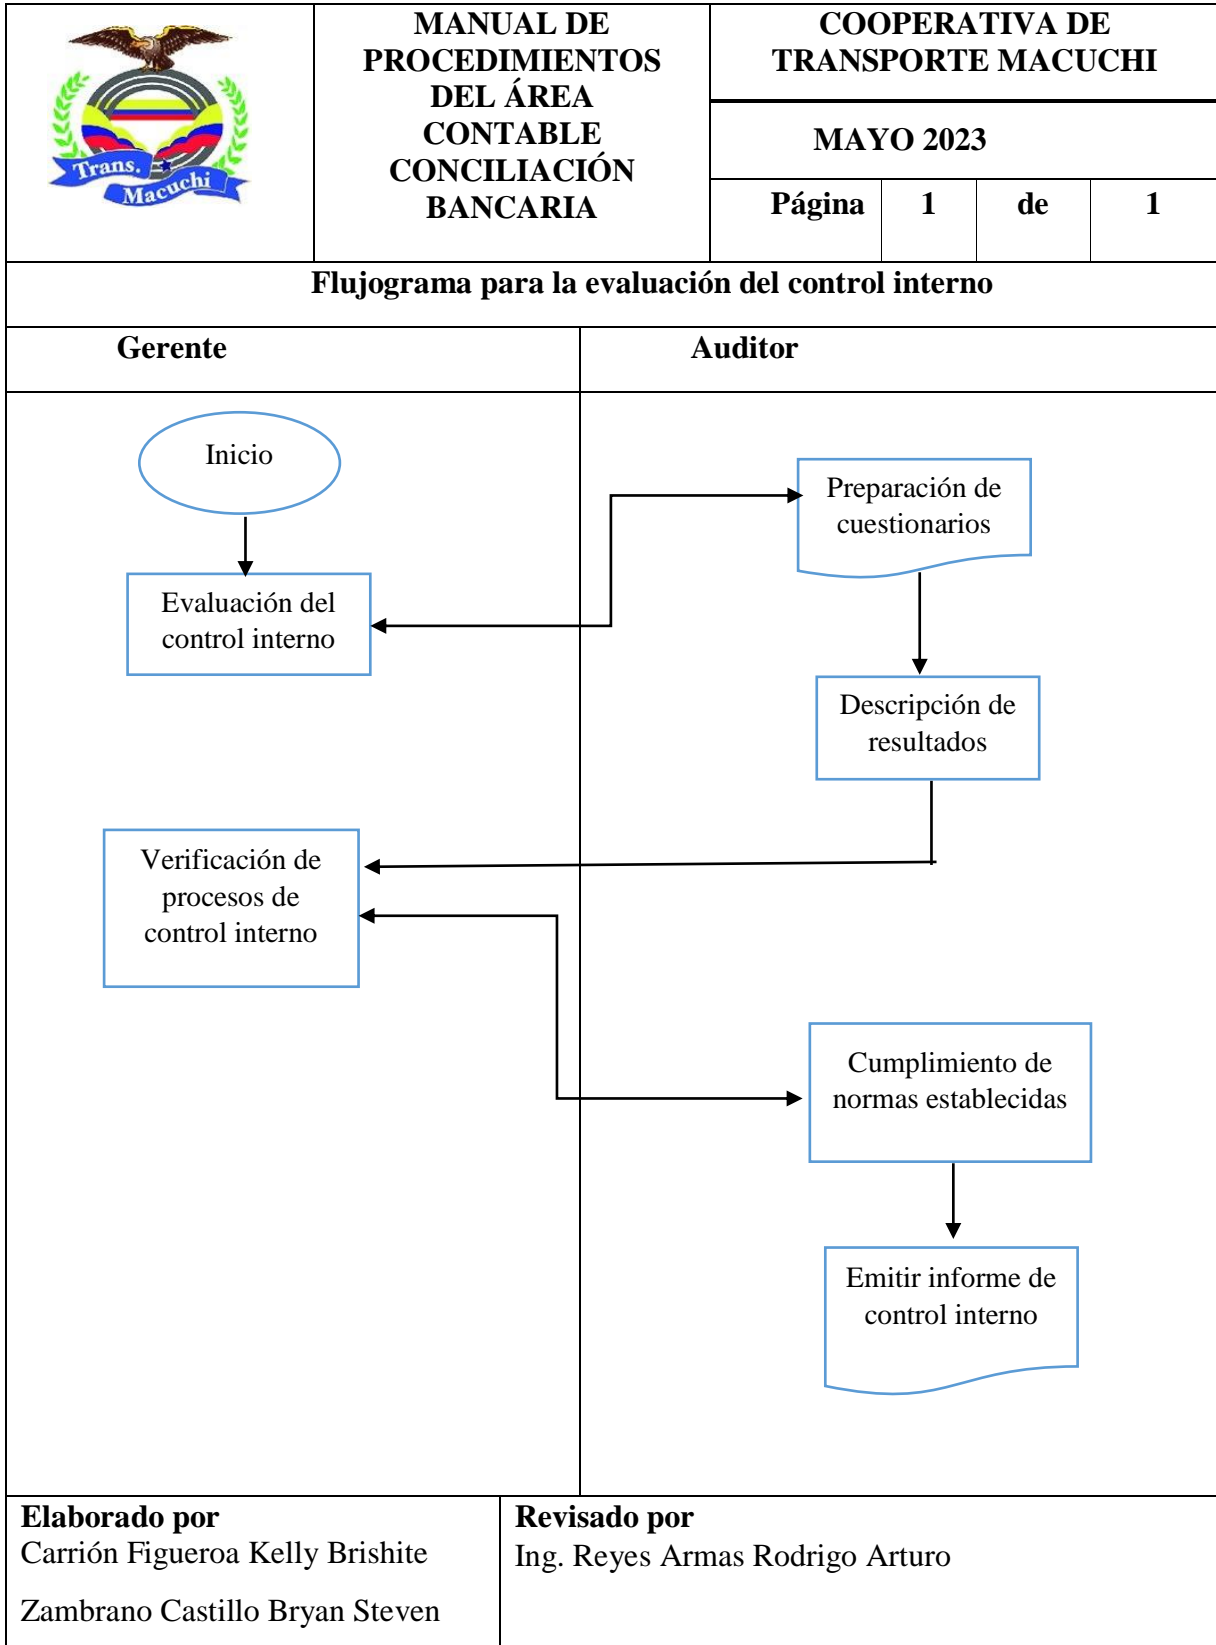 Trans.
Macuchi
MANUAL DE
PROCEDIMIENTOS
DEL ÁREA
CONTABLE
CONCILIACIÓN
BANCARIA
COOPERATIVA DE
TRANSPORTE MACUCHI
MAYO 2023
Página 1 de 1
Flujograma para la evaluación del control interno
Gerente
Auditor
Inicio
Preparación de
cuestionarios
Evaluación del
control interno
Descripción de
resultados
Verificación de
procesos de
control interno
Cumplimiento de
normas establecidas
Emitir informe de
control interno
Elaborado por
Carrión Figueroa Kelly Brishite
Zambrano Castillo Bryan Steven
Revisado por
Ing. Reyes Armas Rodrigo Arturo